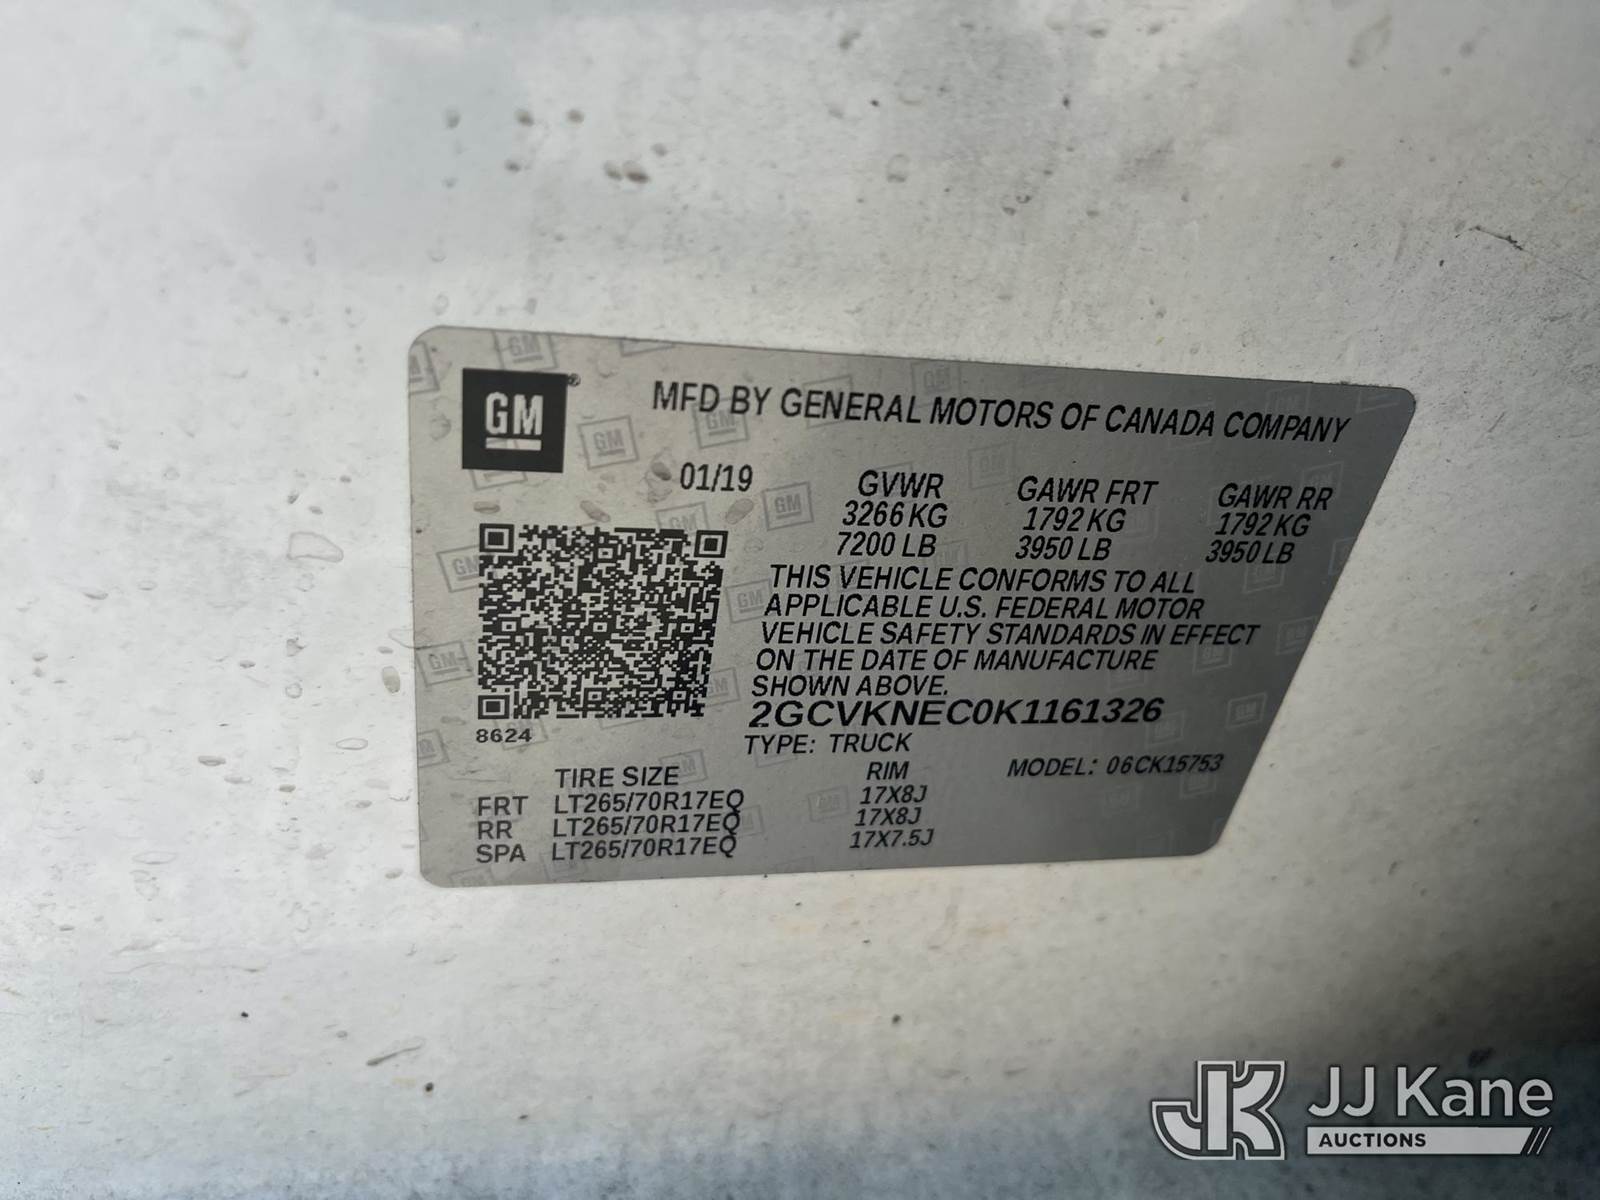 GM
MFD BY GENERAL MOTORS OF CANADA COMPANY
01/19
GVWR GAWR FRT GAWR RR
3266 KG 1792 KG 1792 KG
7200 LB 3950 LB 3950 LB
THIS VEHICLE CONFORMS TO ALL
APPLICABLE U.S. FEDERAL MOTOR
VEHICLE SAFETY STANDARDS IN EFFECT
ON THE DATE OF MANUFACTURE
SHOWN ABOVE.
2GCVKNEC0K1161326
8624
TYPE: TRUCK
MODEL: 06CK15753
TIRE SIZE RIM
FRT LT265/70R17EQ 17X8J
RR LT265/70R17EQ 17X8J
SPA LT265/70R17EQ 17X7.5J
JK JJ Kane
AUCTIONS